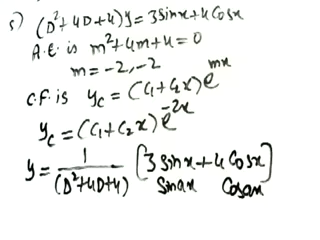 5) (D²+4D+4)y = 3sinx+4cosx
A.E. is m²+4m+4=0
m=-2,-2
C.F. is y_c = (C₁+C₂x)e^{mx}
y_c = (C₁+C₂x)e^{-2x}
y = 1/(D²+4D+4) [3 sinx+4 cosx]
sinax cosax